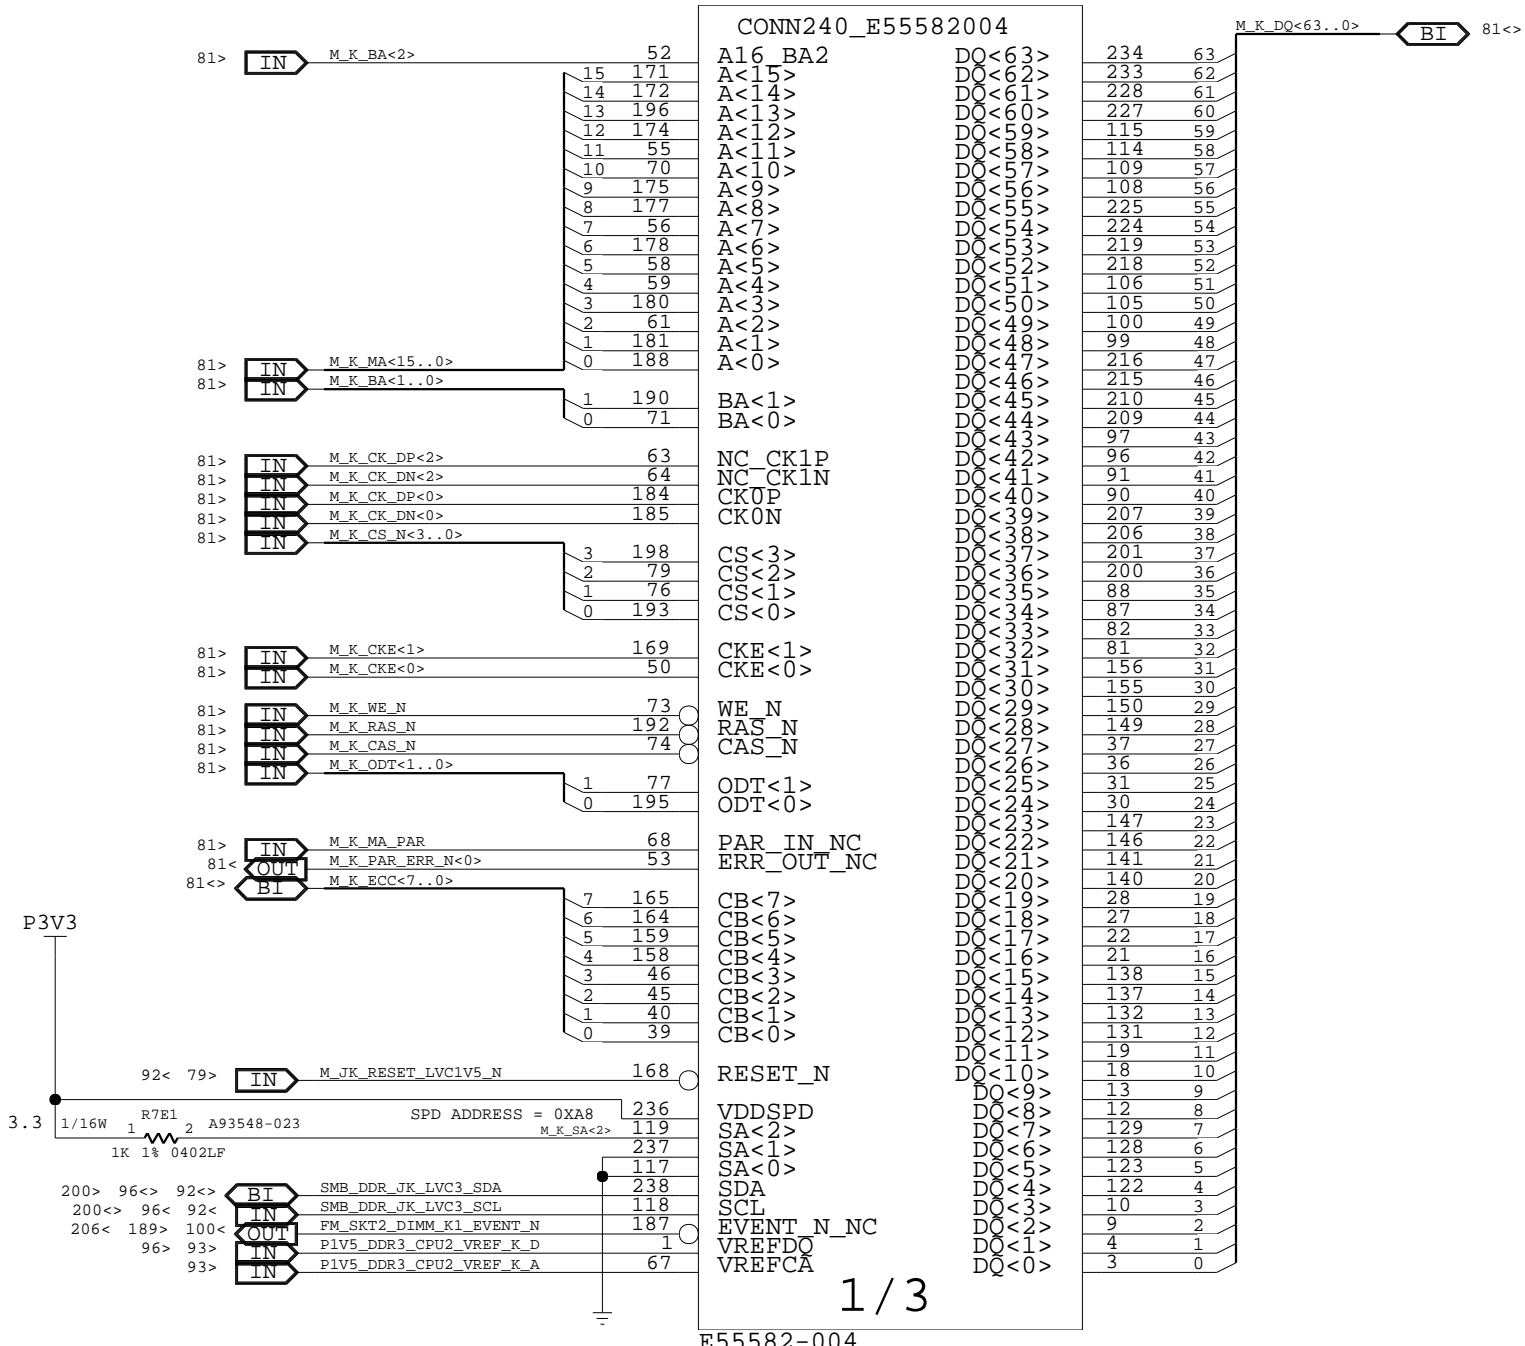 CONN240_E55582004 M_K_DQ<63..0> BI 81<>
81> IN M_K_BA<2> 52 A16_BA2 DQ<63> 234 63
15 171 A<15> DQ<62> 233 62
14 172 A<14> DQ<61> 228 61
13 196 A<13> DQ<60> 227 60
12 174 A<12> DQ<59> 115 59
11 55 A<11> DQ<58> 114 58
10 70 A<10> DQ<57> 109 57
9 175 A<9> DQ<56> 108 56
8 177 A<8> DQ<55> 225 55
7 56 A<7> DQ<54> 224 54
6 178 A<6> DQ<53> 219 53
5 58 A<5> DQ<52> 218 52
4 59 A<4> DQ<51> 106 51
3 180 A<3> DQ<50> 105 50
2 61 A<2> DQ<49> 100 49
1 181 A<1> DQ<48> 99 48
81> IN M_K_MA<15..0> 0 188 A<0> DQ<47> 216 47
81> IN M_K_BA<1..0> DQ<46> 215 46
1 190 BA<1> DQ<45> 210 45
0 71 BA<0> DQ<44> 209 44
DQ<43> 97 43
81> IN M_K_CK_DP<2> 63 NC_CK1P DQ<42> 96 42
81> IN M_K_CK_DN<2> 64 NC_CK1N DQ<41> 91 41
81> IN M_K_CK_DP<0> 184 CK0P DQ<40> 90 40
81> IN M_K_CK_DN<0> 185 CK0N DQ<39> 207 39
81> IN M_K_CS_N<3..0> DQ<38> 206 38
3 198 CS<3> DQ<37> 201 37
2 79 CS<2> DQ<36> 200 36
1 76 CS<1> DQ<35> 88 35
0 193 CS<0> DQ<34> 87 34
DQ<33> 82 33
81> IN M_K_CKE<1> 169 CKE<1> DQ<32> 81 32
81> IN M_K_CKE<0> 50 CKE<0> DQ<31> 156 31
DQ<30> 155 30
81> IN M_K_WE_N 73 WE_N DQ<29> 150 29
81> IN M_K_RAS_N 192 RAS_N DQ<28> 149 28
81> IN M_K_CAS_N 74 CAS_N DQ<27> 37 27
81> IN M_K_ODT<1..0> DQ<26> 36 26
1 77 ODT<1> DQ<25> 31 25
0 195 ODT<0> DQ<24> 30 24
DQ<23> 147 23
81> IN M_K_MA_PAR 68 PAR_IN_NC DQ<22> 146 22
81< OUT M_K_PAR_ERR_N<0> 53 ERR_OUT_NC DQ<21> 141 21
81<> BI M_K_ECC<7..0> DQ<20> 140 20
7 165 CB<7> DQ<19> 28 19
P3V3 6 164 CB<6> DQ<18> 27 18
5 159 CB<5> DQ<17> 22 17
4 158 CB<4> DQ<16> 21 16
3 46 CB<3> DQ<15> 138 15
2 45 CB<2> DQ<14> 137 14
1 40 CB<1> DQ<13> 132 13
0 39 CB<0> DQ<12> 131 12
DQ<11> 19 11
92< 79> IN M_JK_RESET_LVC1V5_N 168 RESET_N DQ<10> 18 10
DQ<9> 13 9
R7E1 SPD ADDRESS = 0XA8 236 VDDSPD DQ<8> 12 8
3.3 1/16W 1 2 A93548-023 M_K_SA<2> 119 SA<2> DQ<7> 129 7
1K 1% 0402LF 237 SA<1> DQ<6> 128 6
117 SA<0> DQ<5> 123 5
200> 96<> 92<> BI SMB_DDR_JK_LVC3_SDA 238 SDA DQ<4> 122 4
200<> 96< 92< IN SMB_DDR_JK_LVC3_SCL 118 SCL DQ<3> 10 3
206< 189> 100< OUT FM_SKT2_DIMM_K1_EVENT_N 187 EVENT_N_NC DQ<2> 9 2
96> 93> IN P1V5_DDR3_CPU2_VREF_K_D 1 VREFDQ DQ<1> 4 1
93> IN P1V5_DDR3_CPU2_VREF_K_A 67 VREFCA DQ<0> 3 0
1/3
E55582-004